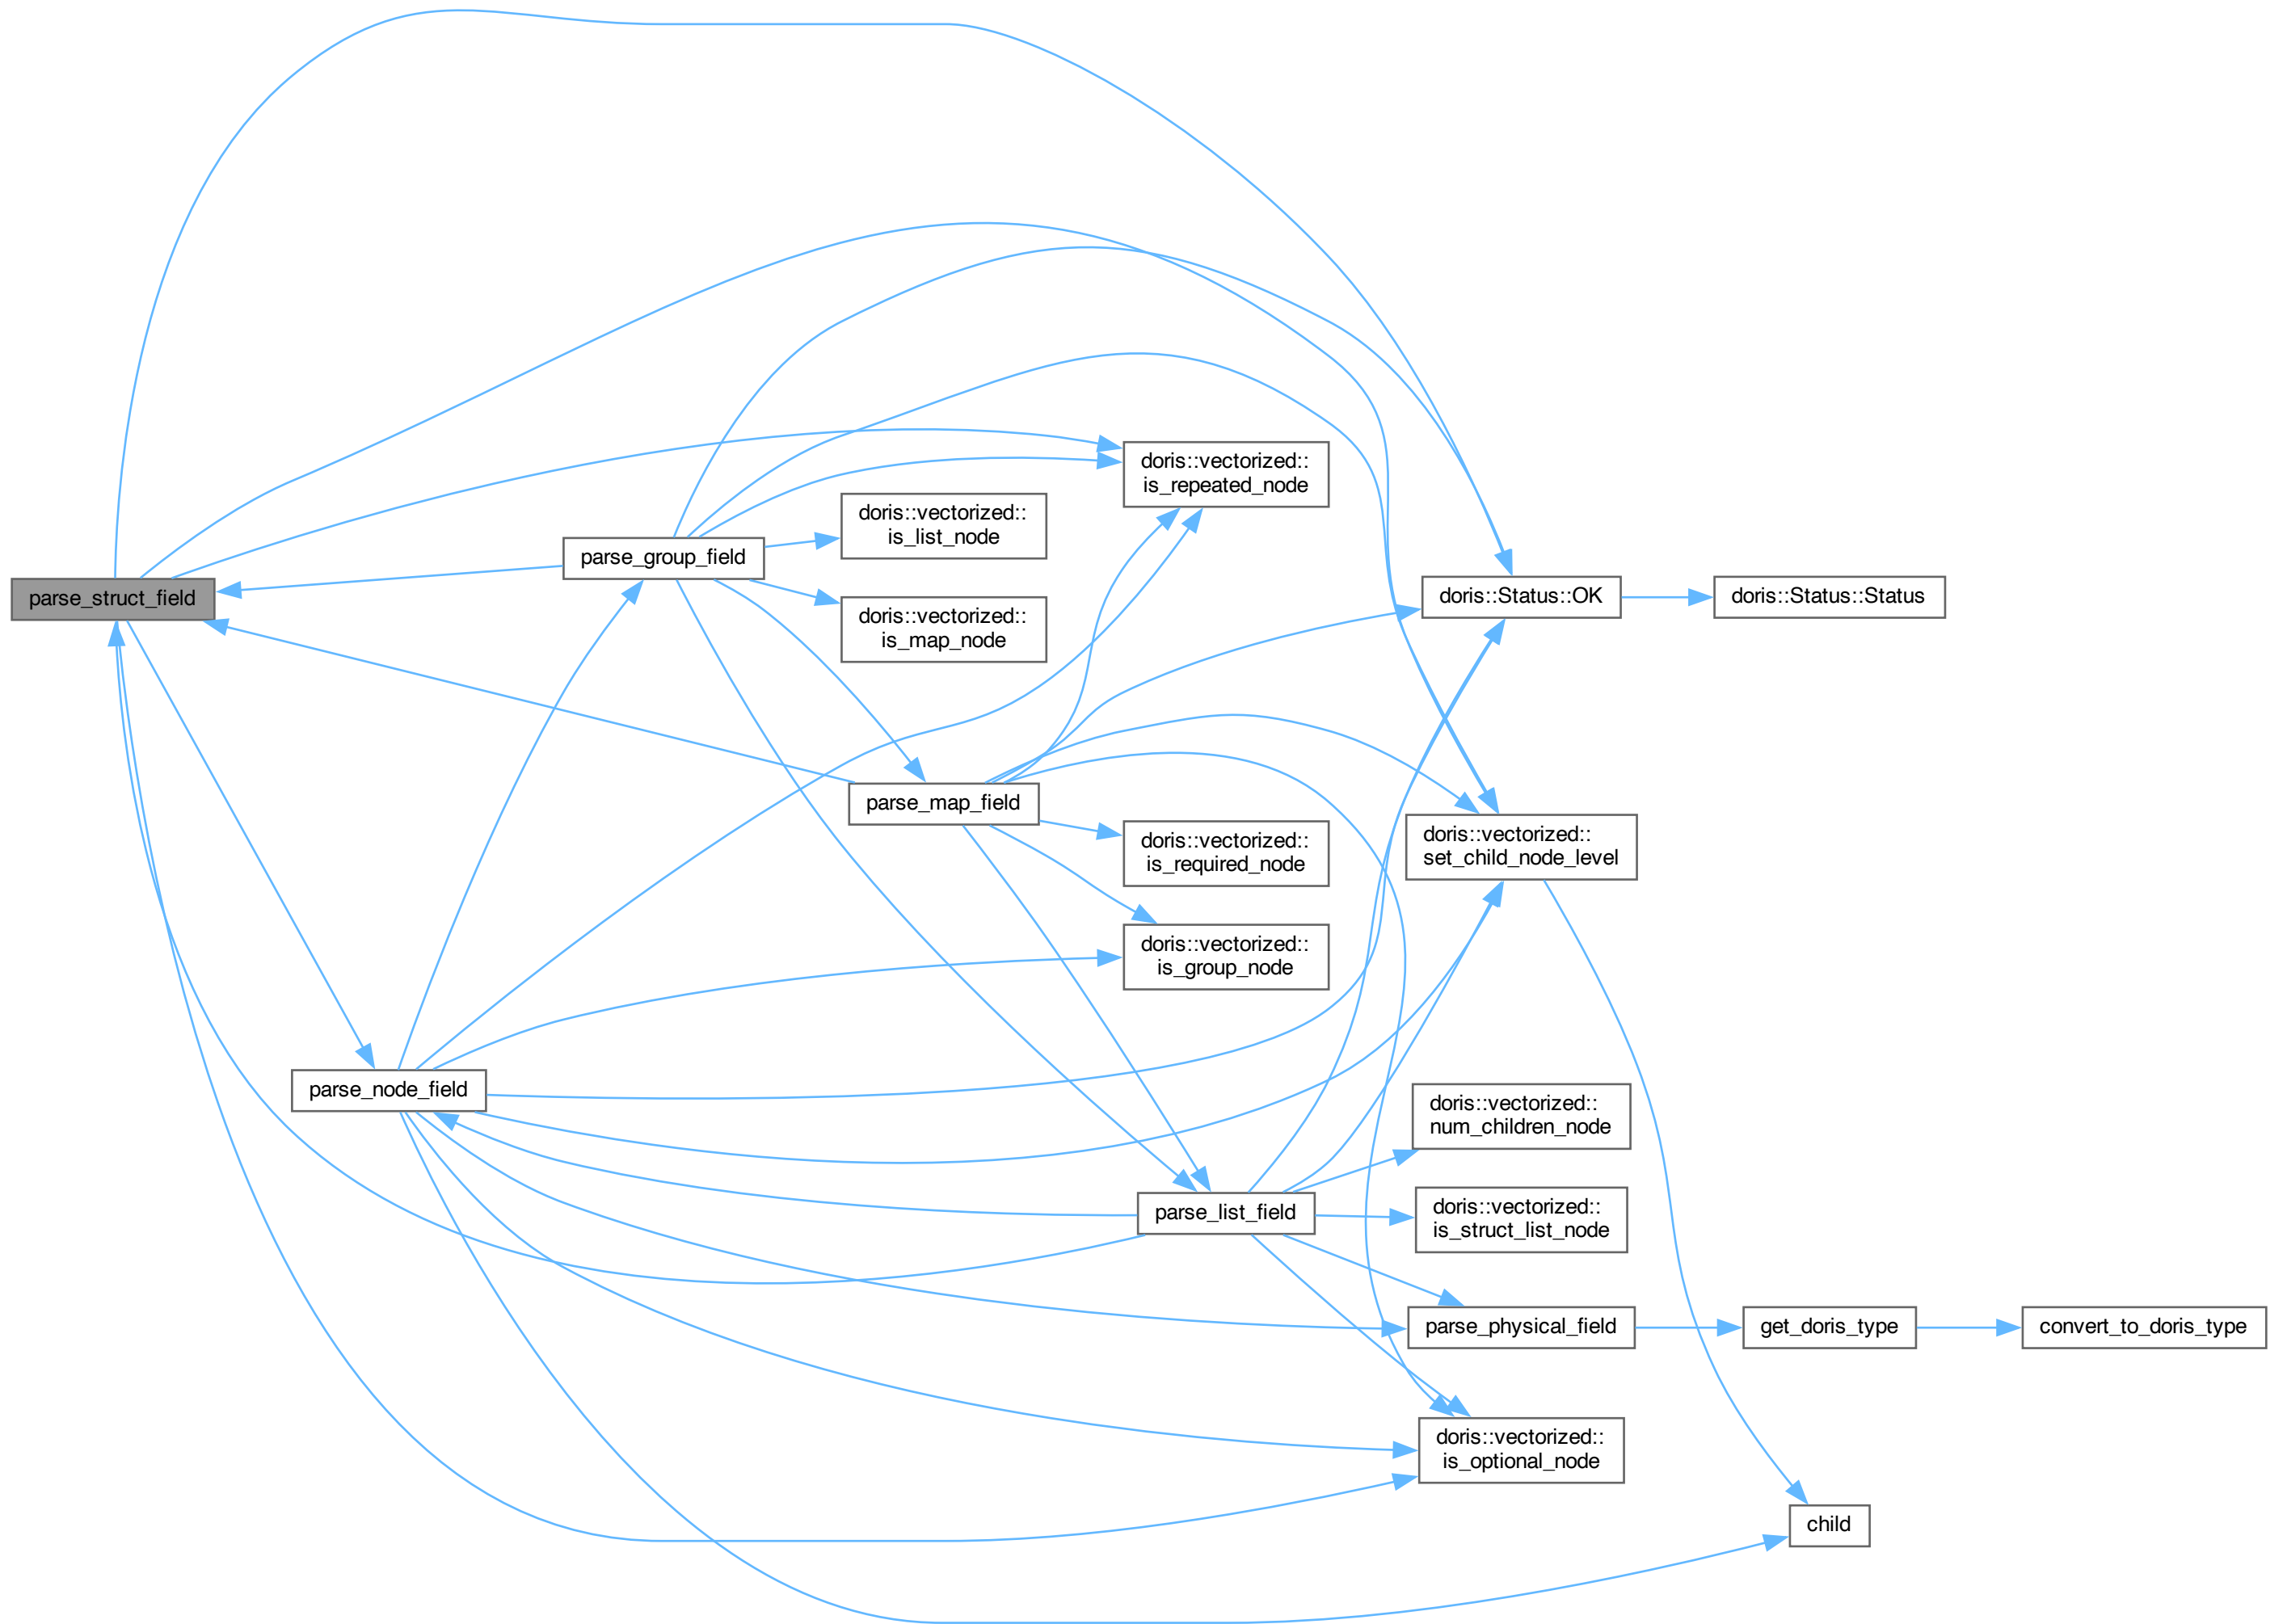 parse_struct_field
parse_group_field
doris::vectorized::
is_repeated_node
doris::vectorized::
is_list_node
doris::vectorized::
is_map_node
doris::Status::OK
doris::Status::Status
parse_map_field
doris::vectorized::
is_required_node
doris::vectorized::
set_child_node_level
doris::vectorized::
is_group_node
parse_node_field
doris::vectorized::
num_children_node
parse_list_field
doris::vectorized::
is_struct_list_node
parse_physical_field
get_doris_type
convert_to_doris_type
doris::vectorized::
is_optional_node
child